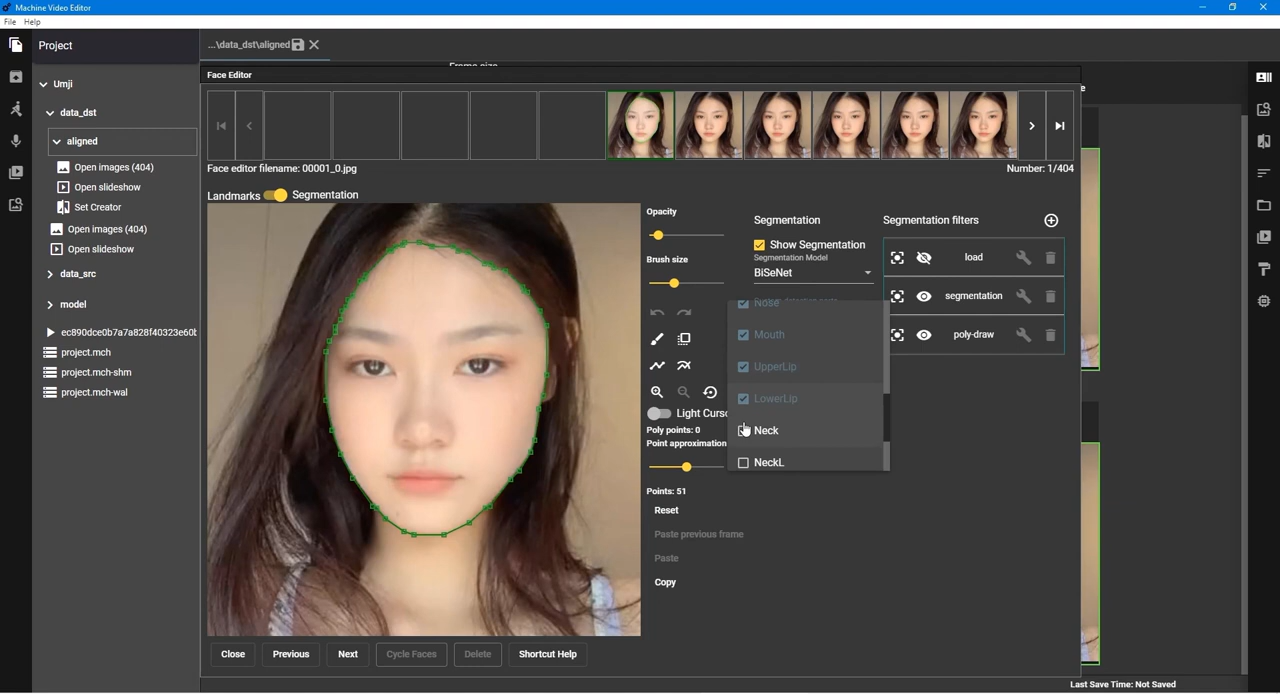 Machine Video Editor
File Help
Project
...\data_dst\aligned
Face Editor
Umji
data_dst
aligned
Open images (404)
Open slideshow
Set Creator
Open images (404)
Open slideshow
data_src
model
project.mch
project.mch-shm
project.mch-wal
Face editor filename: 00001_0.jpg
Number: 1/404
Landmarks Segmentation
Opacity
Brush size
Light
Poly points: 0
Point approximation
Points: 51
Reset
Paste previous frame
Paste
Copy
Segmentation
Show Segmentation
Segmentation Model
BiSeNet
Nose
Mouth
UpperLip
LowerLip
Neck
NeckL
Segmentation filters
load
segmentation
poly-draw
Close Previous Next Cycle Faces Delete Shortcut Help
Last Save Time: Not Saved